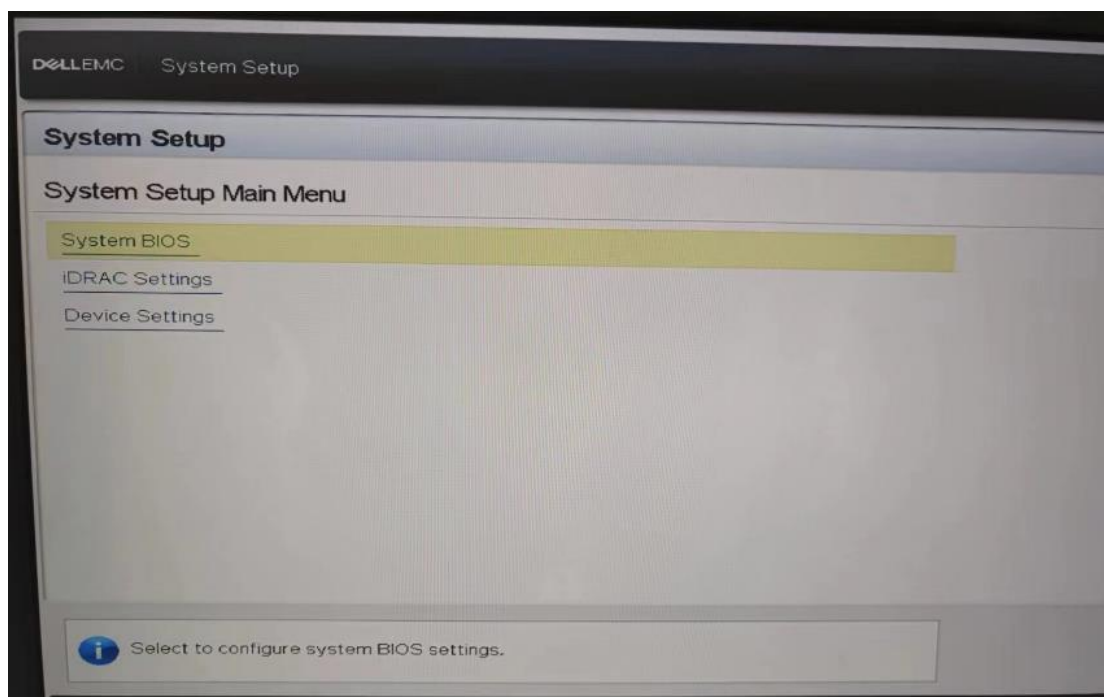 DELLEMC System Setup
System Setup
System Setup Main Menu
System BIOS
iDRAC Settings
Device Settings
Select to configure system BIOS settings.